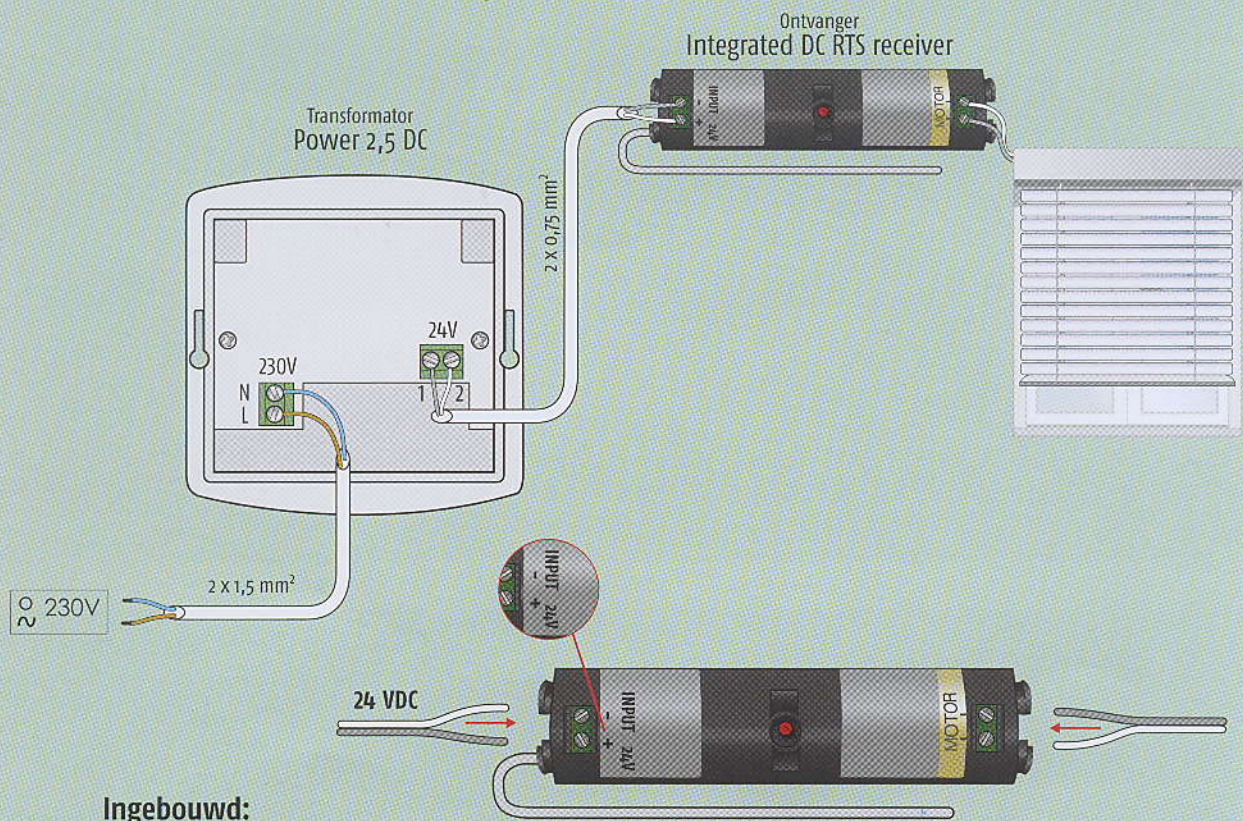 Ontvanger
Integrated DC RTS receiver
Transformator
Power 2,5 DC
- +
INPUT 24V
MOTOR
2 x 0,75 mm²
24V
230V
N
L
1 2
2 x 1,5 mm²
230V
- +
INPUT 24V
24 VDC
- +
INPUT 24V
MOTOR
Ingebouwd: